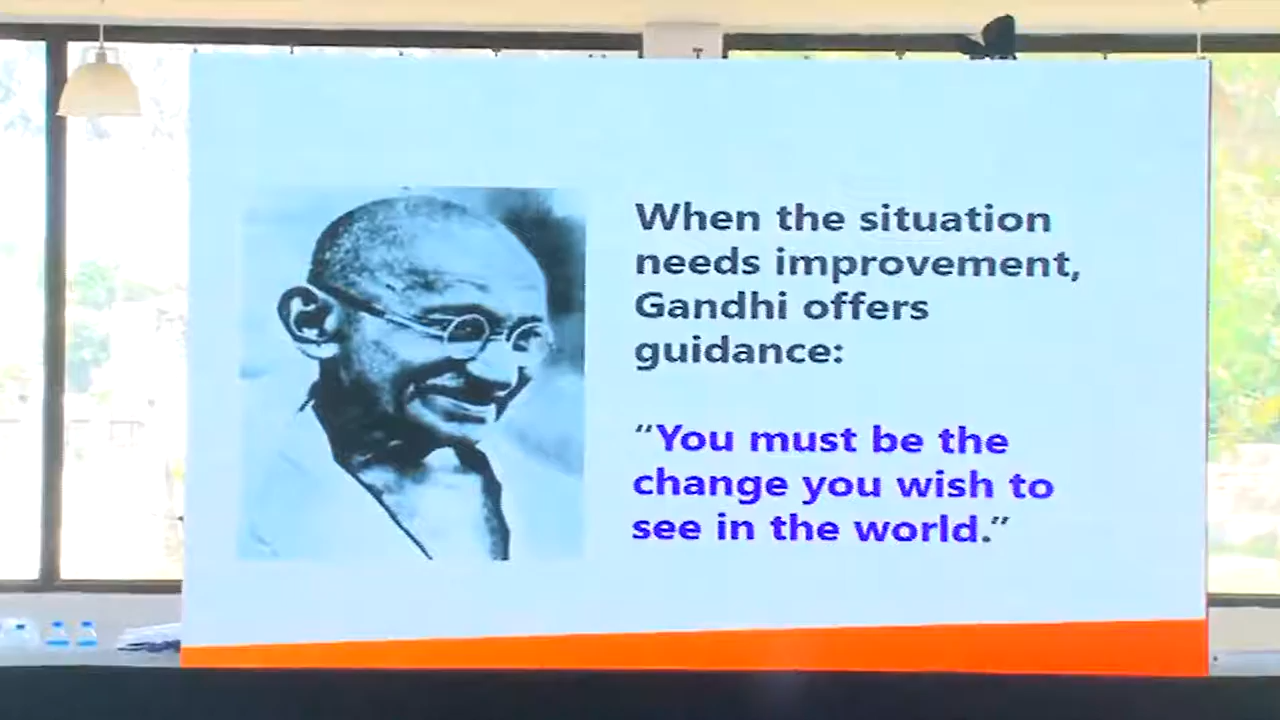 When the situation
needs improvement,
Gandhi offers
guidance:
“You must be the
change you wish to
see in the world.”